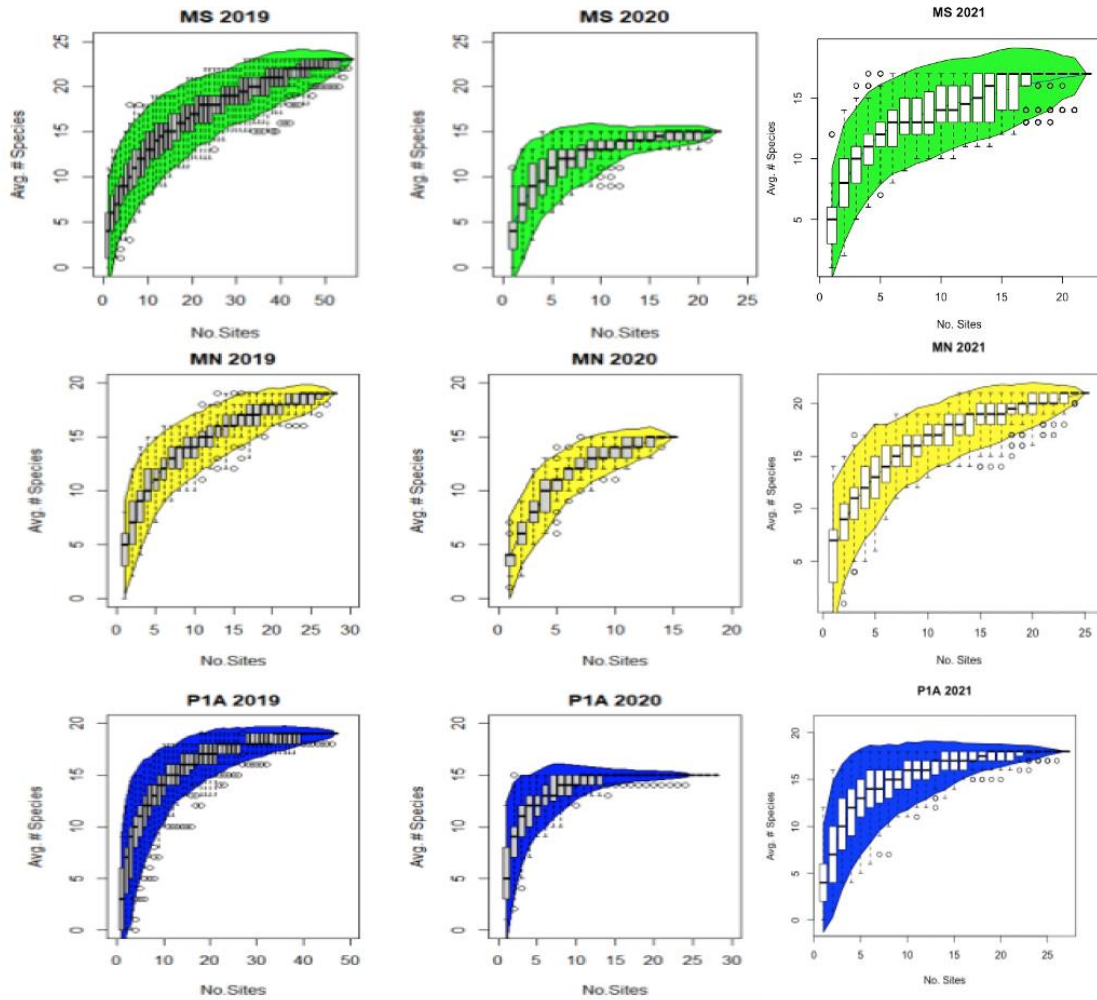 MS 2019
Avg. # Species
25
20
15
10
5
0
0 10 20 30 40 50
No.Sites
MS 2020
Avg. # Species
25
20
15
10
5
0
0 5 10 15 20 25
No.Sites
MS 2021
Avg. # Species
15
10
5
0 5 10 15 20
No. Sites
MN 2019
Avg. # Species
20
15
10
5
0
0 5 10 15 20 25 30
No.Sites
MN 2020
Avg. # Species
20
15
10
5
0
0 5 10 15 20
No.Sites
MN 2021
Avg. # Species
20
15
10
5
0 5 10 15 20 25
No. Sites
P1A 2019
Avg. # Species
20
15
10
5
0
0 10 20 30 40 50
No.Sites
P1A 2020
Avg. # Species
20
15
10
5
0
0 5 10 15 20 25 30
No.Sites
P1A 2021
Avg. # Species
20
15
10
5
0
0 5 10 15 20 25
No. Sites